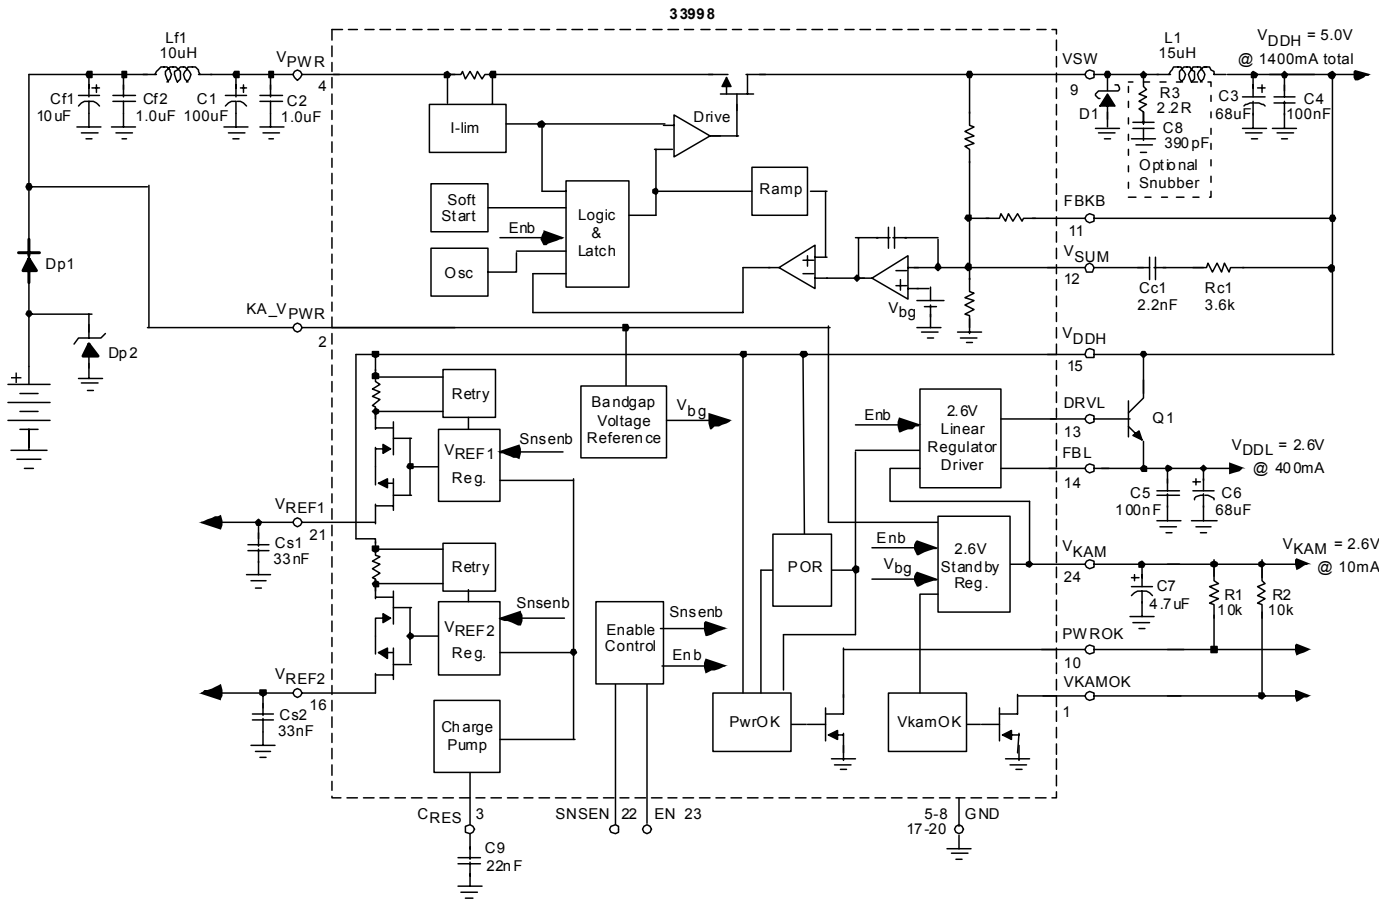 33998
Lf1
10uH
VPWR
4
Cf1
10uF
Cf2
1.0uF
C1
100uF
C2
1.0uF
I-lim
Drive
VSW
9
L1
15uH
VDDH = 5.0V
@ 1400mA total
D1
R3
2.2R
C8
390pF
Optional
Snubber
C3
68uF
C4
100nF
Soft
Start
Enb
Osc
Logic
&
Latch
Ramp
FBKB
11
VSUM
12
Cc1
2.2nF
Rc1
3.6k
Vbg
Dp1
Dp2
KA_VPWR
2
VDDH
15
Retry
VREF1
Reg.
Snsenb
Bandgap
Voltage
Reference
Vbg
Enb
2.6V
Linear
Regulator
Driver
DRVL
13
Q1
FBL
14
VDDL = 2.6V
@ 400mA
C5
100nF
C6
68uF
VREF1
21
Cs1
33nF
Retry
VREF2
Reg.
Snsenb
POR
Enb
Vbg
2.6V
Standby
Reg.
VKAM
24
VKAM = 2.6V
@ 10mA
C7
4.7uF
R1
10k
R2
10k
Enable
Control
Snsenb
Enb
PWROK
10
VREF2
16
Cs2
33nF
PwrOK
VkamOK
VKAMOK
1
Charge
Pump
CRES
3
C9
22nF
SNSEN 22
EN 23
5-8
17-20
GND